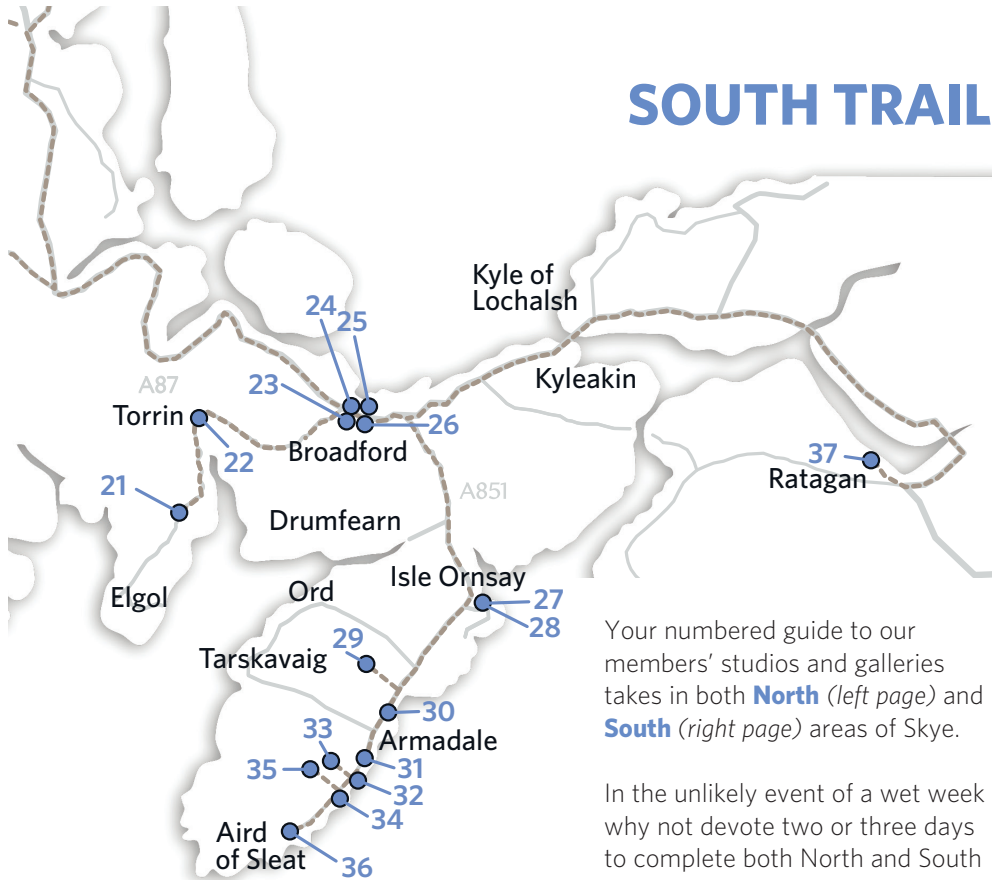 SOUTH TRAIL
Kyle of
Lochalsh
24
25
A87
23
Kyleakin
Torrin
26
22
Broadford
37
Ratagan
21
A851
Drumfearn
Isle Ornsay
Elgol
Ord
27
28
29
Tarskavaig
30
33
Armadale
35
31
32
34
Aird
of Sleat
36
Your numbered guide to our
members’ studios and galleries
takes in both North (left page) and
South (right page) areas of Skye.
In the unlikely event of a wet week
why not devote two or three days
to complete both North and South